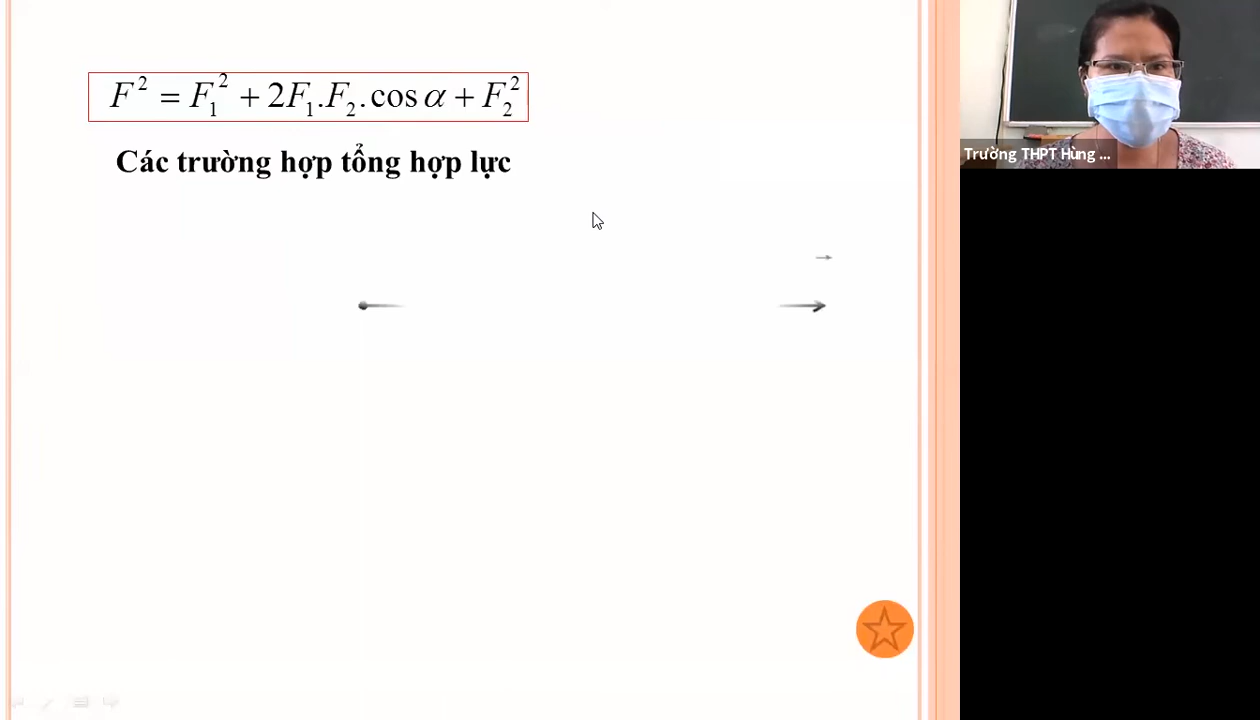 F² = F₁² + 2F₁.F₂.cos α + F₂²
Các trường hợp tổng hợp lực
Trường THPT Hùng ...